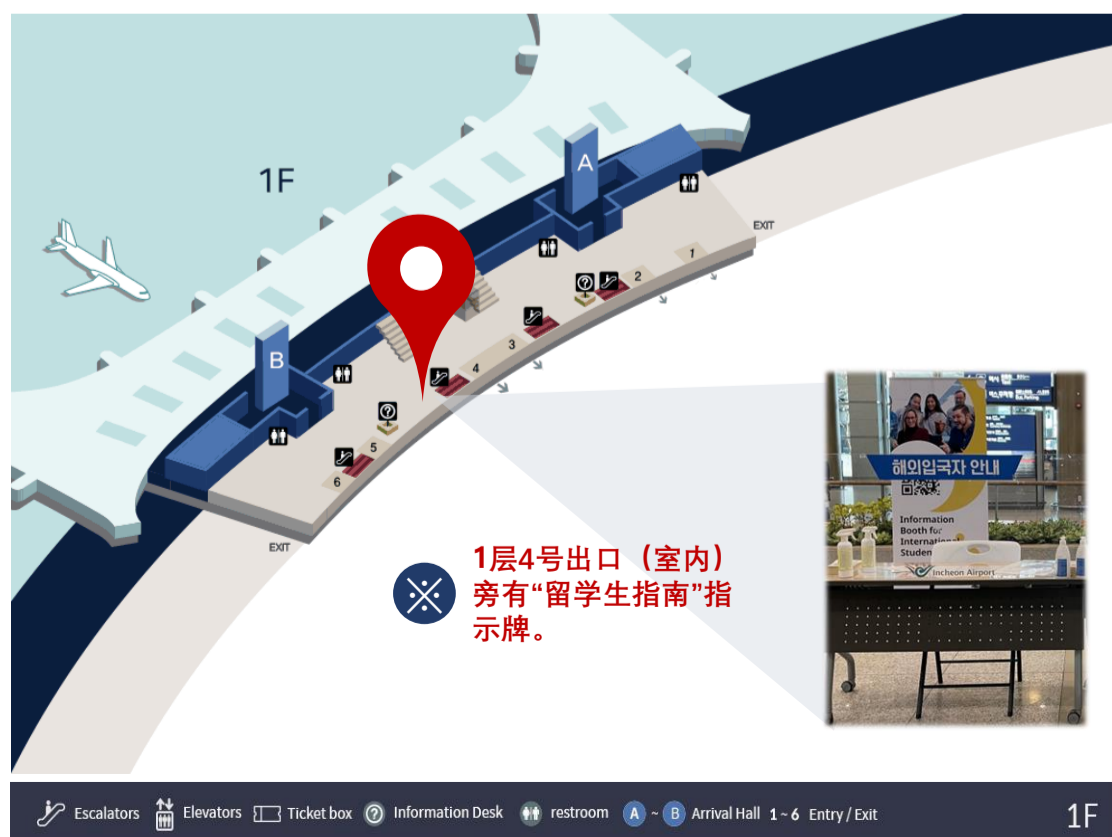 1F
A
EXIT
1
2
3
4
B
5
6
EXIT
해외입국자 안내
Information
Booth for
International
Studen
Incheon Airport
1层4号出口（室内）
旁有“留学生指南”指
示牌。
Escalators
Elevators
Ticket box
Information Desk
restroom
A ~ B Arrival Hall
1 ~ 6 Entry / Exit
1F